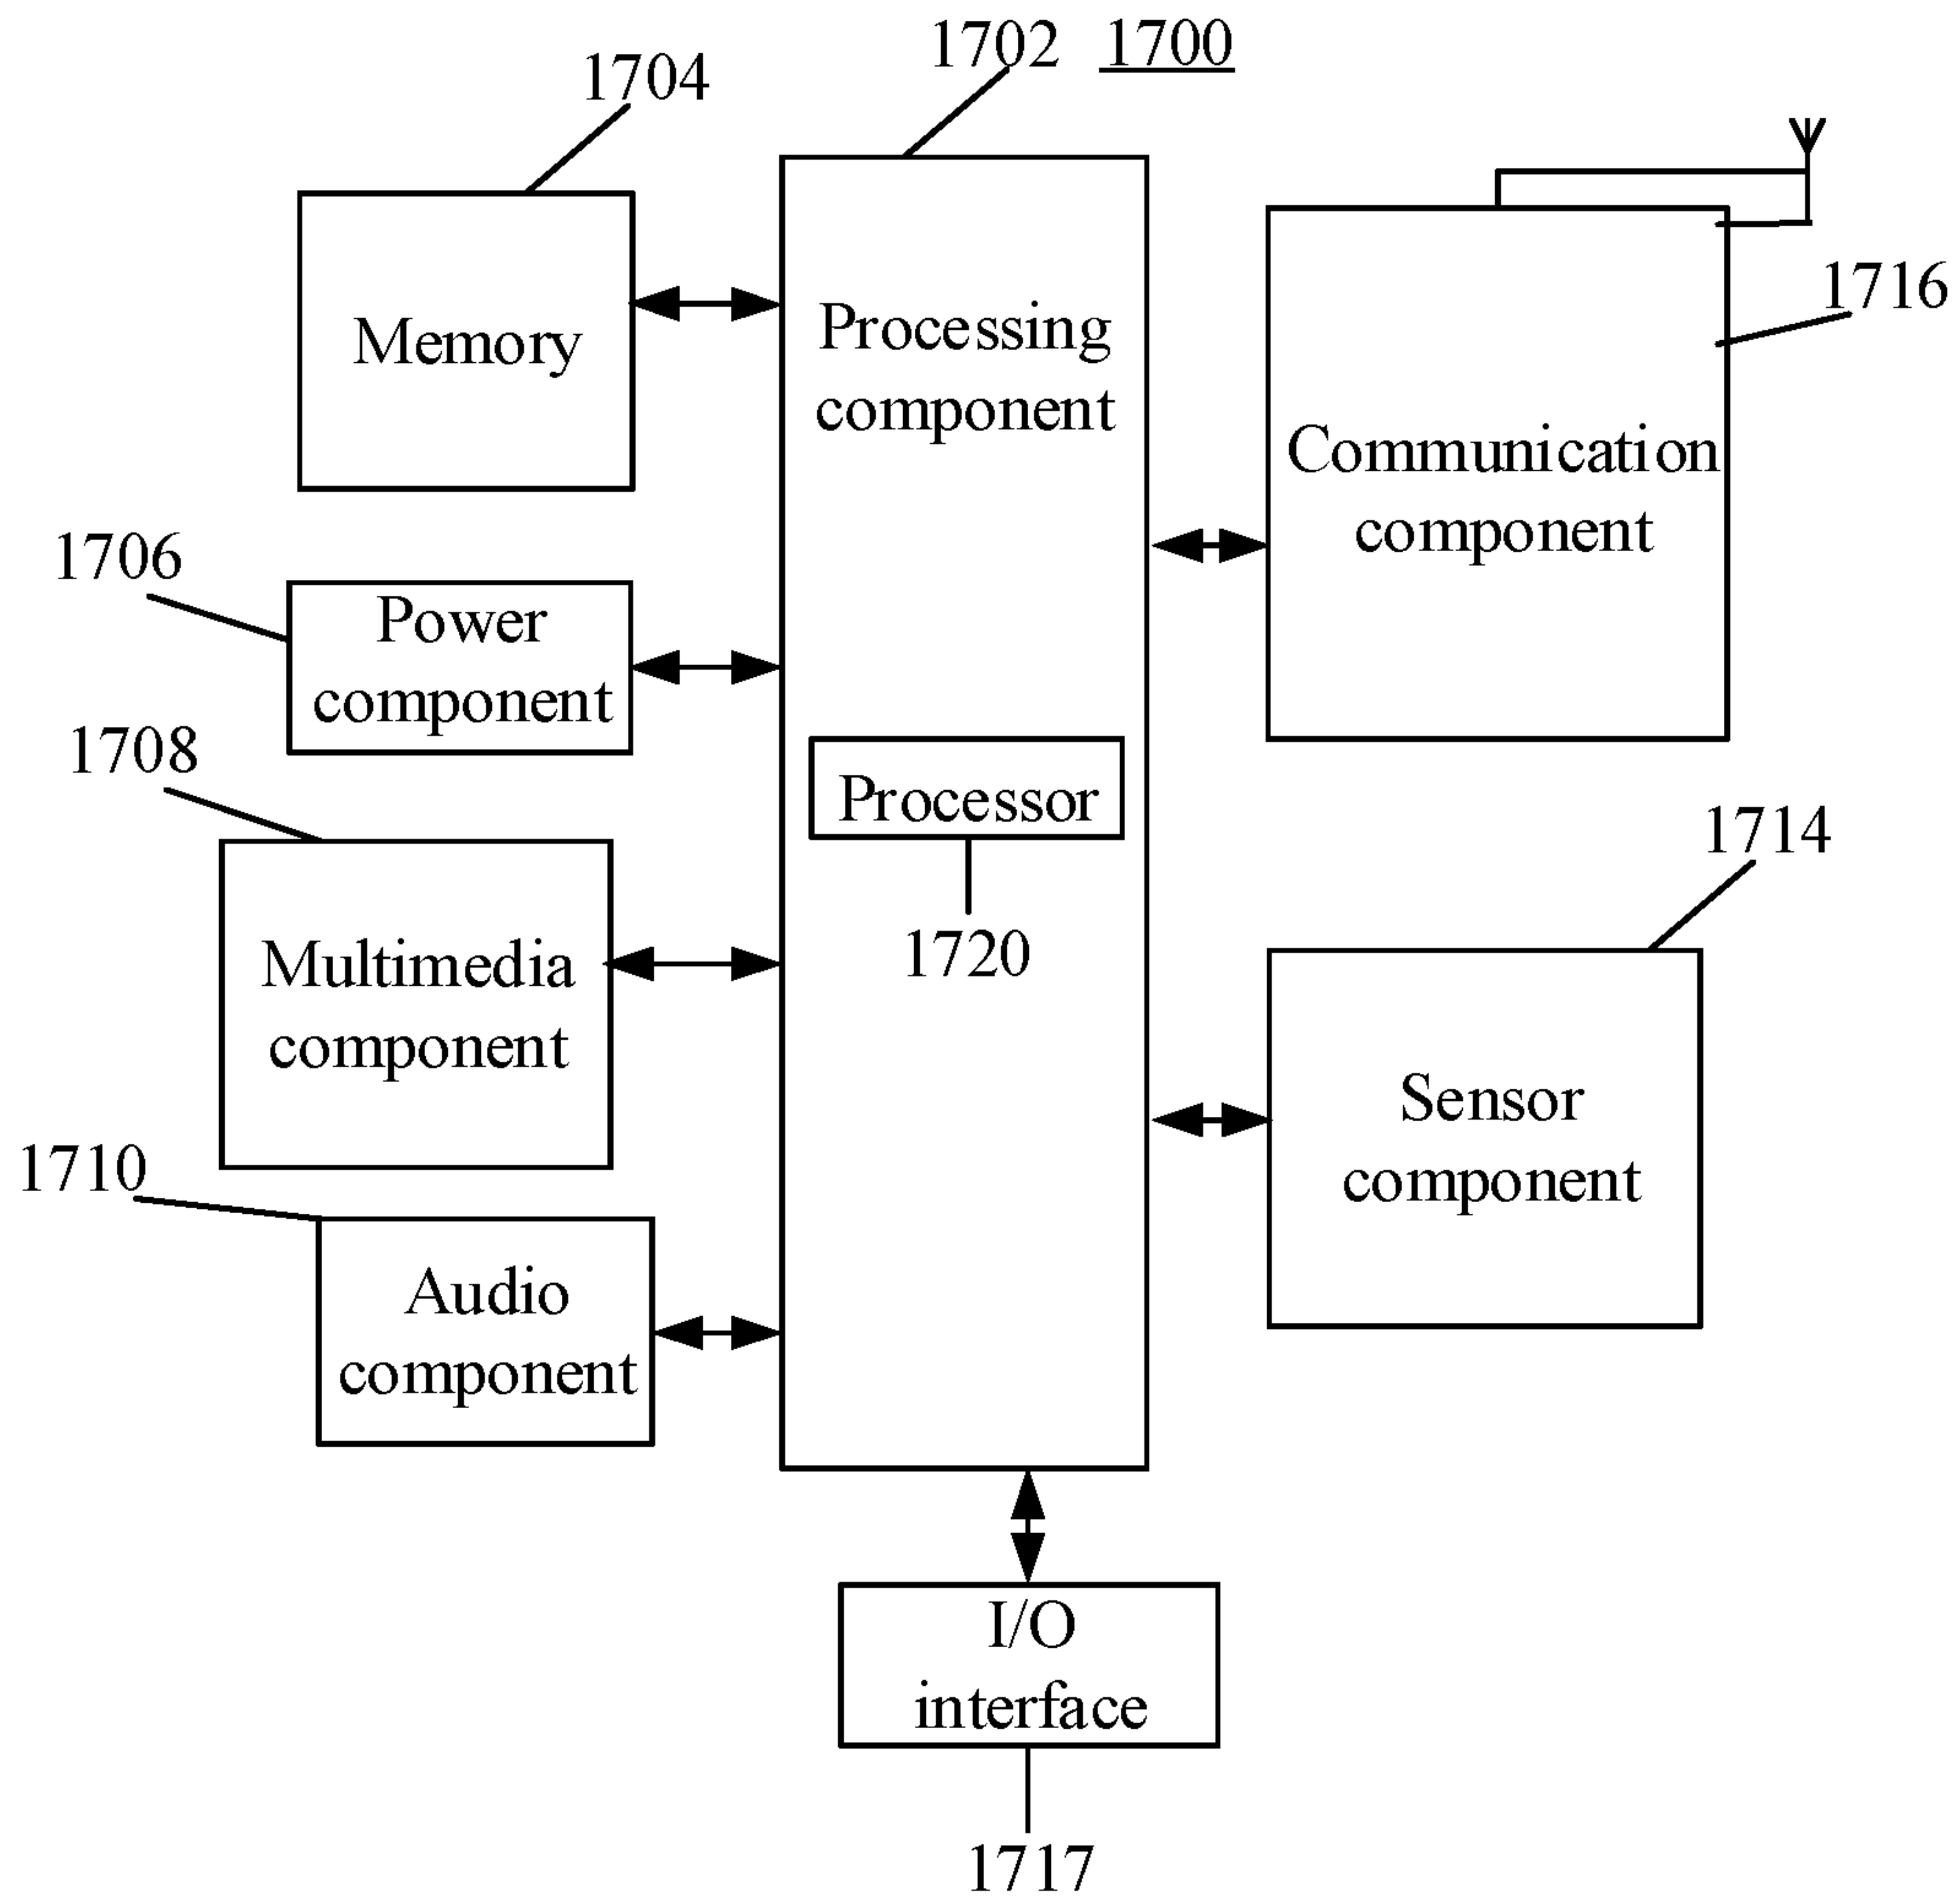 1702 1700
1704
Memory
Processing
component
1716
Communication
component
1706
Power
component
1708
Processor
1720
1714
Multimedia
component
Sensor
component
1710
Audio
component
I/O
interface
1717